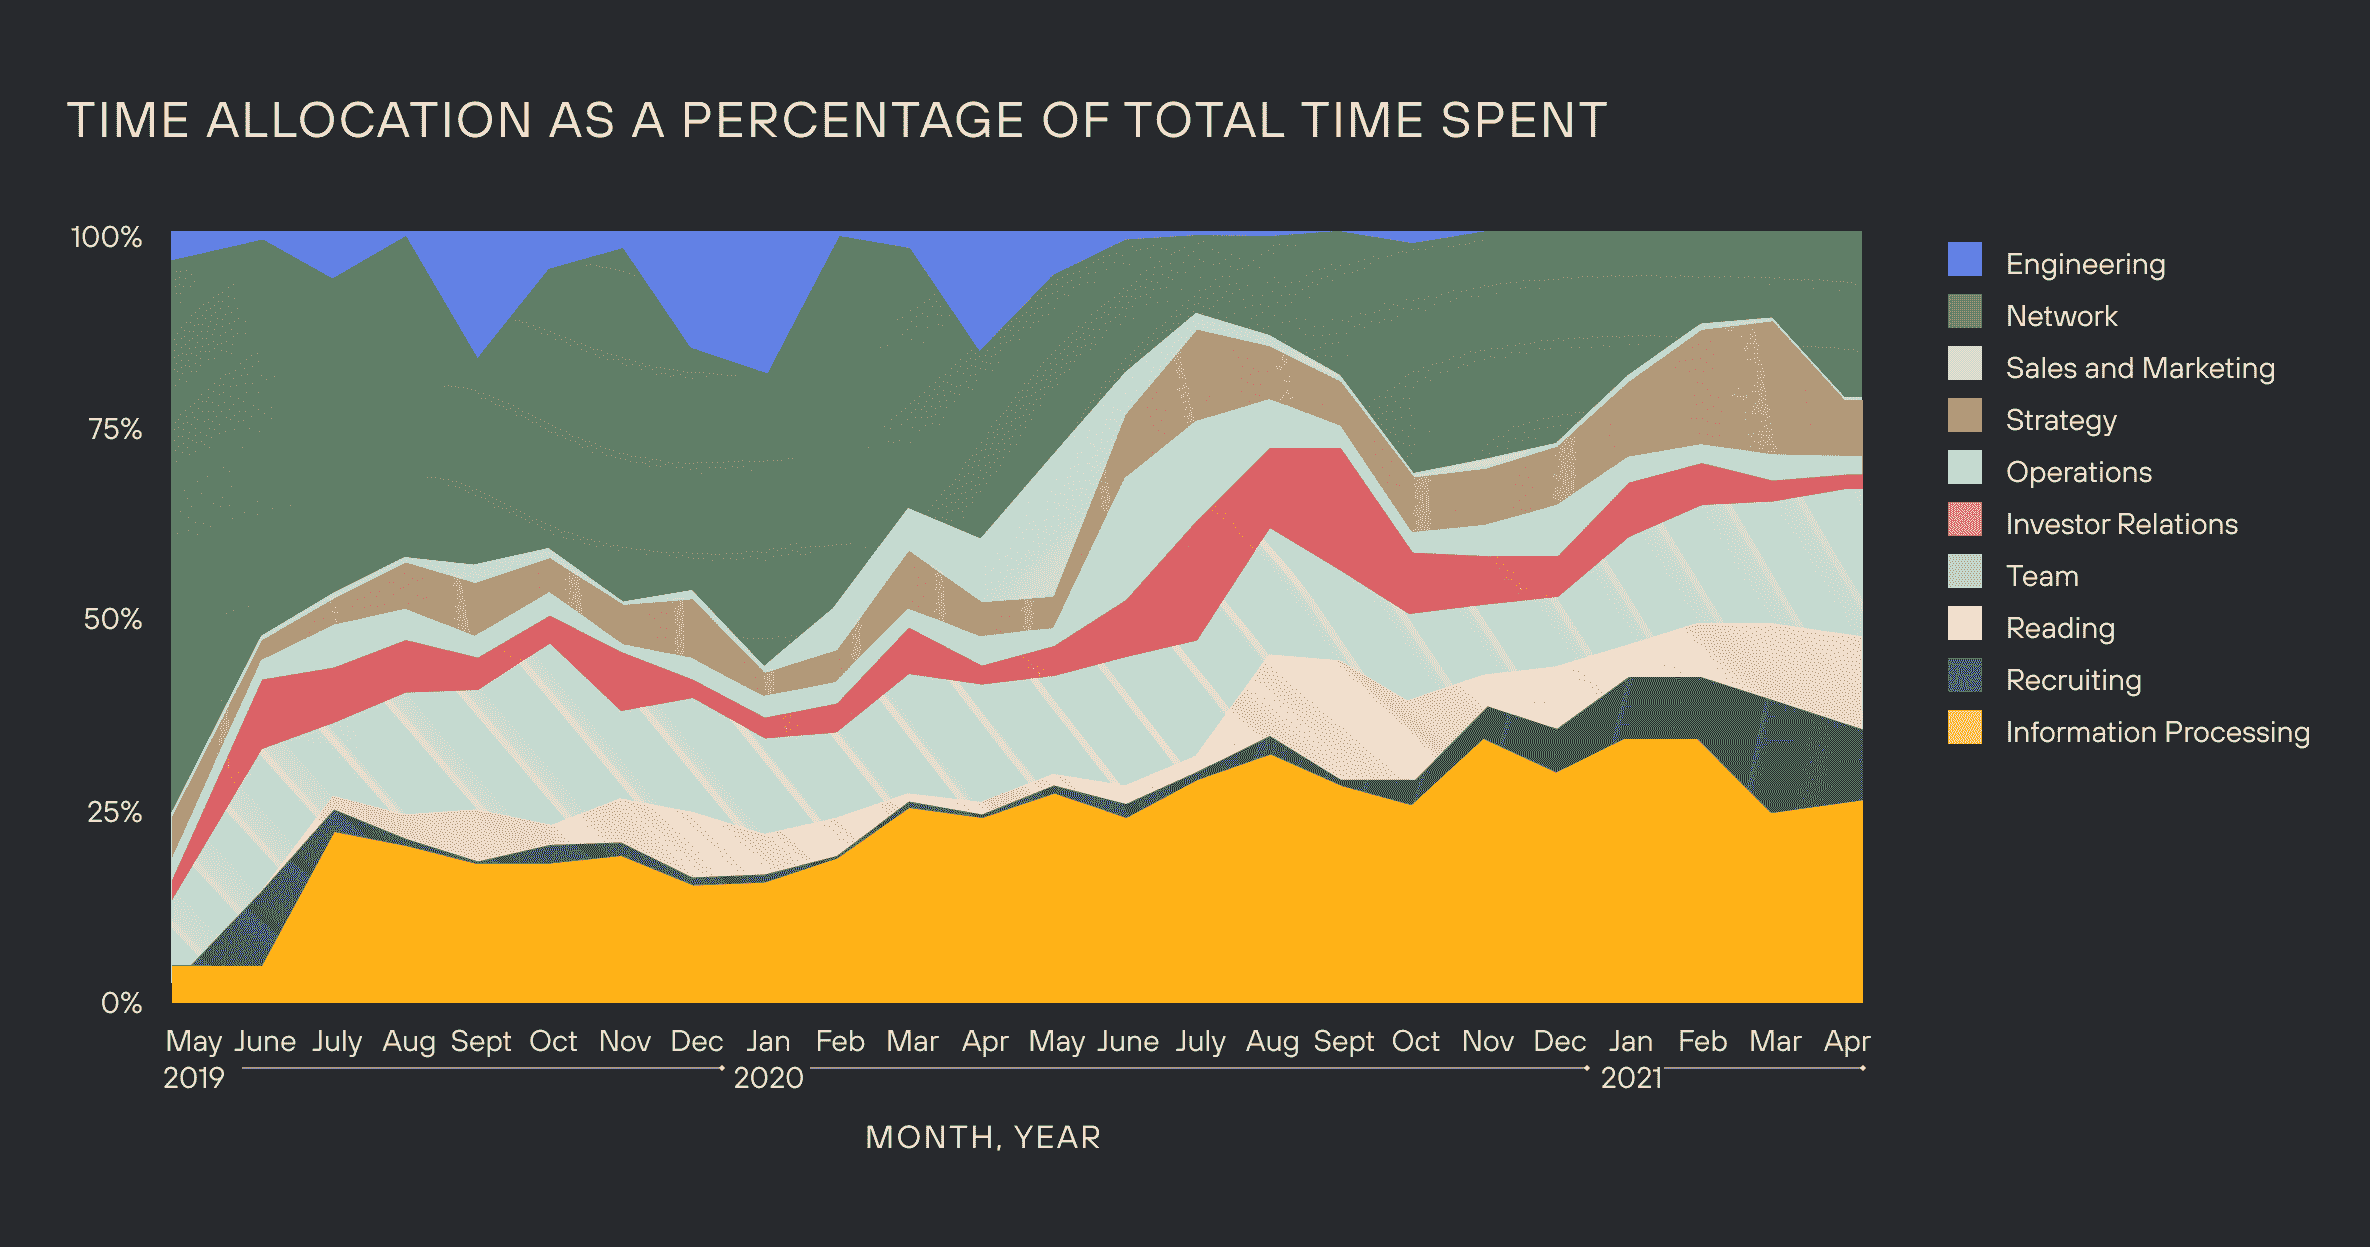 TIME ALLOCATION AS A PERCENTAGE OF TOTAL TIME SPENT
100%
75%
50%
25%
0%
May June July Aug Sept Oct Nov Dec Jan Feb Mar Apr May June July Aug Sept Oct Nov Dec Jan Feb Mar Apr
2019 2020 2021
MONTH, YEAR
Engineering
Network
Sales and Marketing
Strategy
Operations
Investor Relations
Team
Reading
Recruiting
Information Processing